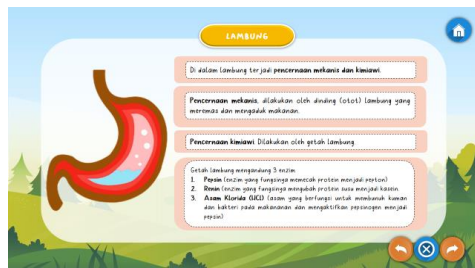 LAMBUNG
Di dalam lambung terjadi pencernaan mekanis dan kimiawi.
Pencernaan mekanis, dilakukan oleh dinding (otot) lambung yang
meremas dan mengaduk makanan.
Pencernaan kimiawi Dilakukan oleh getah lambung
Getah lambung mengandung 3 enzim
1. Pepsin (enzim yang fungsinya memecah protein menjadi pepton)
2. Renin (enzim yang fungsinya mengubah protein susu menjadi kasein.
3. Asam Klorida (HCl) (asam yang berfungsi untuk membunuh kuman
dan bakteri pada makananan dan mengaktifkan pepsinogen menjadi
pepsin)